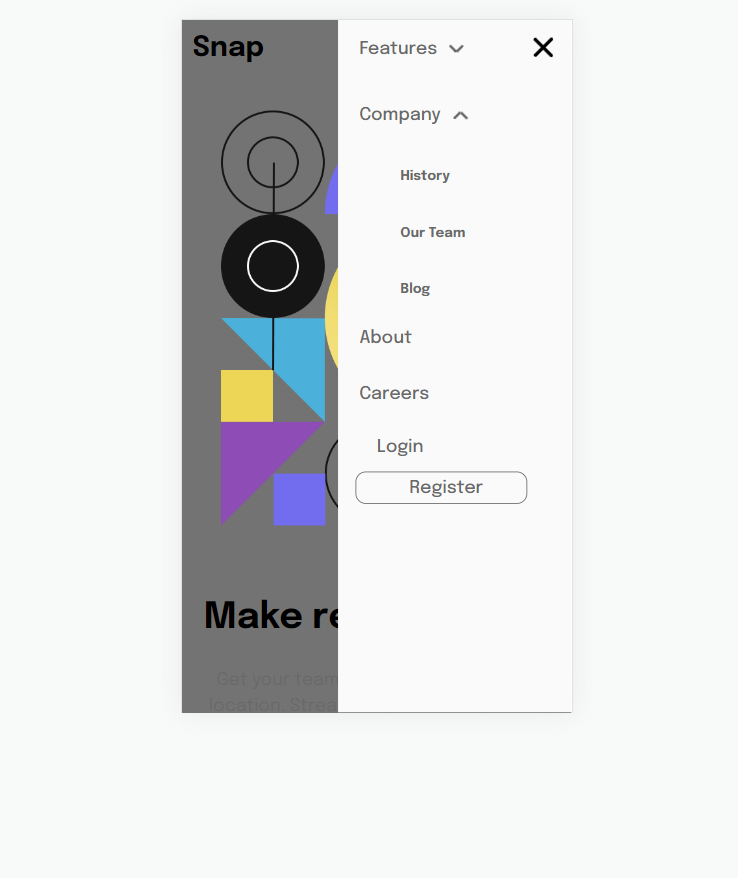 Snap
Features
Company
History
Our Team
Blog
About
Careers
Login
Register
Make re
Get your team
location. Strea